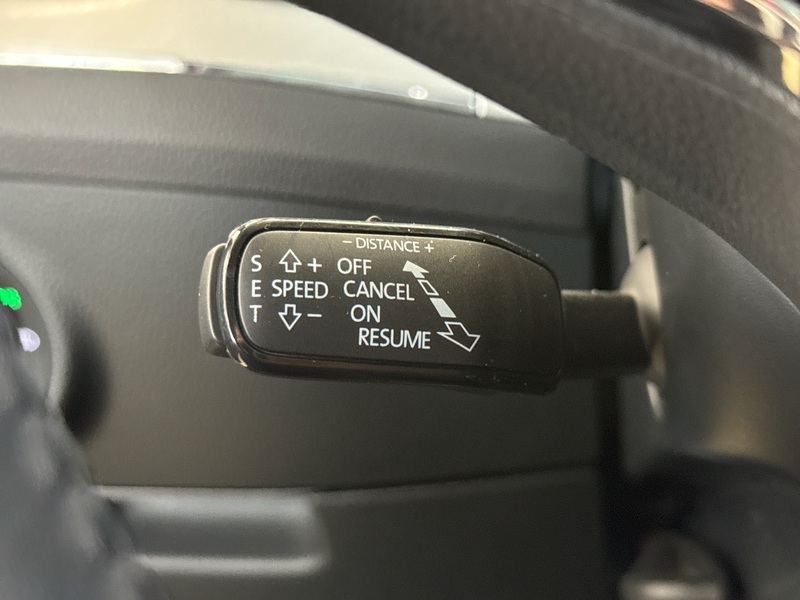 − DISTANCE +
S + OFF
E SPEED CANCEL
T − ON
RESUME